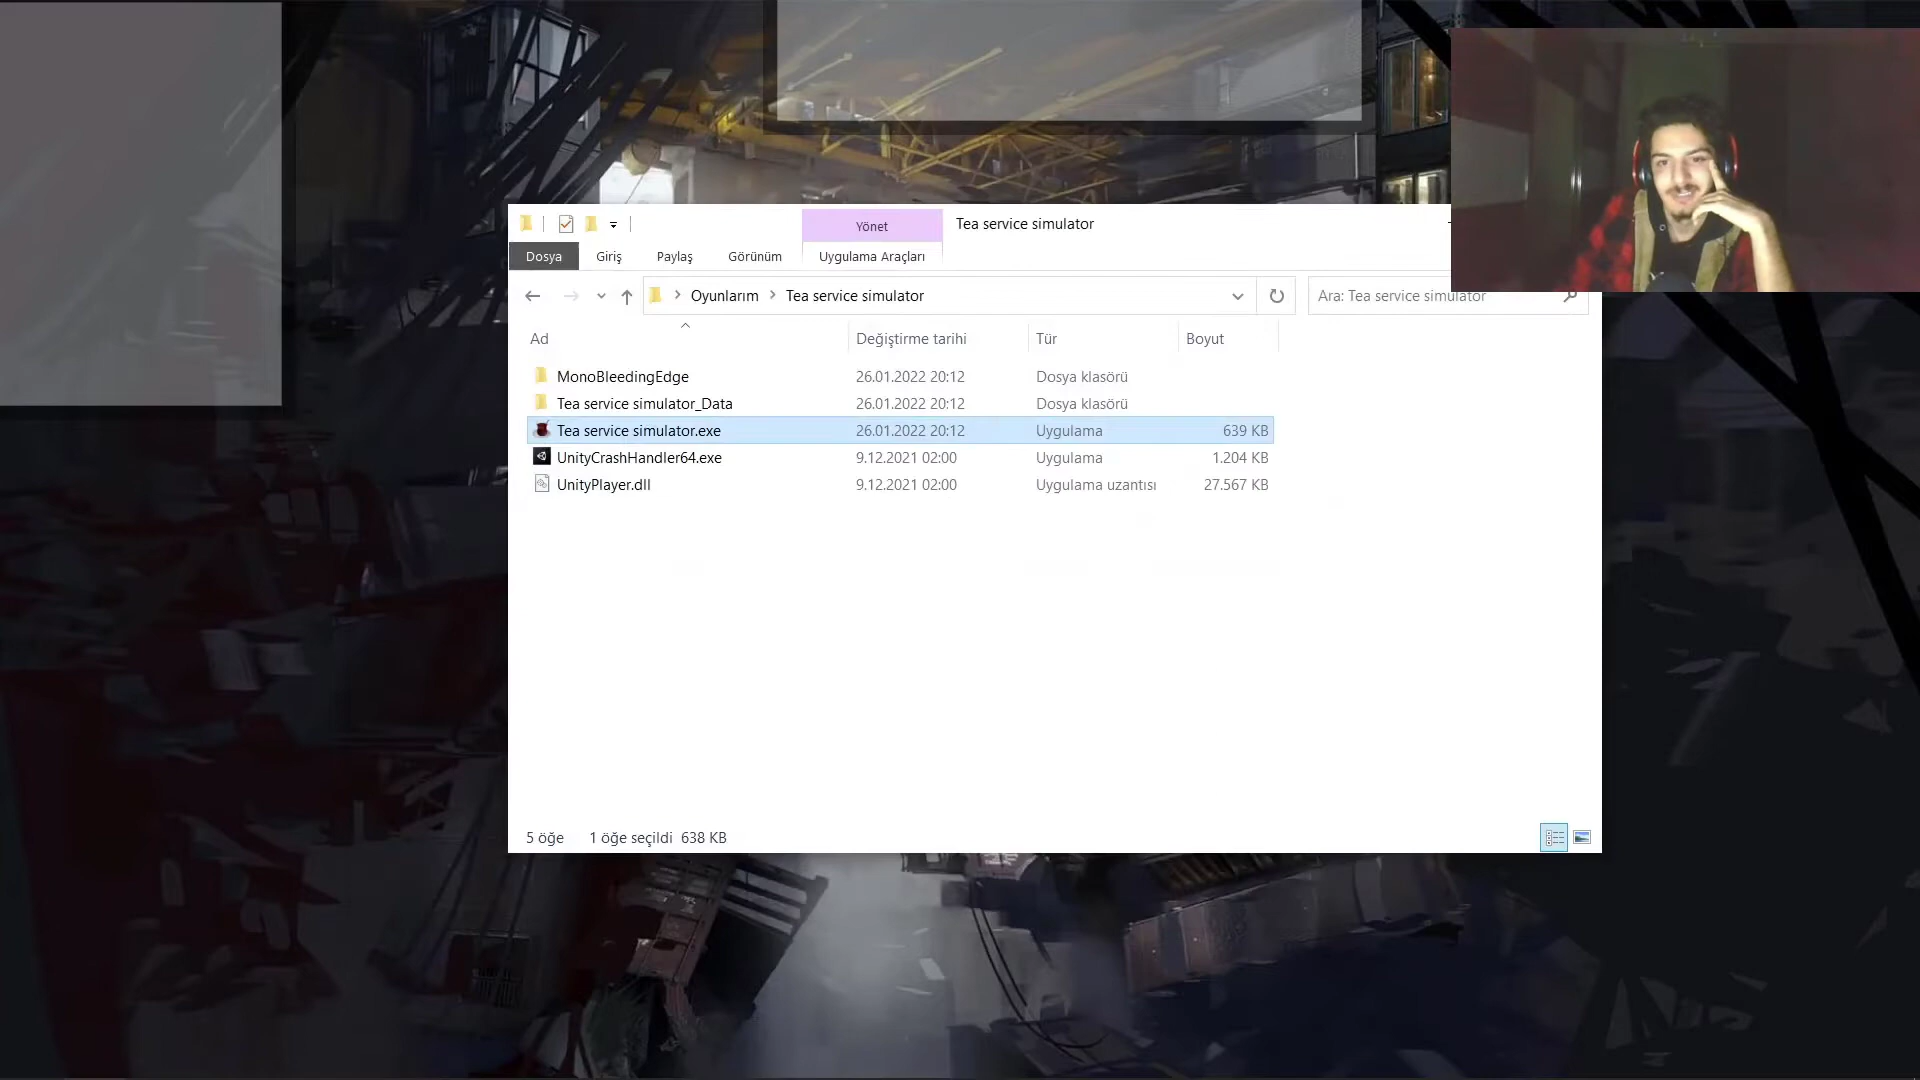 Yönet
Tea service simulator
Dosya
Giriş
Paylaş
Görünüm
Uygulama Araçları
Oyunlarım
Tea service simulator
Ara: Tea service simulator
Ad
Değiştirme tarihi
Tür
Boyut
MonoBleedingEdge 26.01.2022 20:12 Dosya klasörü
Tea service simulator_Data 26.01.2022 20:12 Dosya klasörü
Tea service simulator.exe 26.01.2022 20:12 Uygulama 639 KB
UnityCrashHandler64.exe 9.12.2021 02:00 Uygulama 1.204 KB
UnityPlayer.dll 9.12.2021 02:00 Uygulama uzantısı 27.567 KB
5 öğe 1 öğe seçildi 638 KB